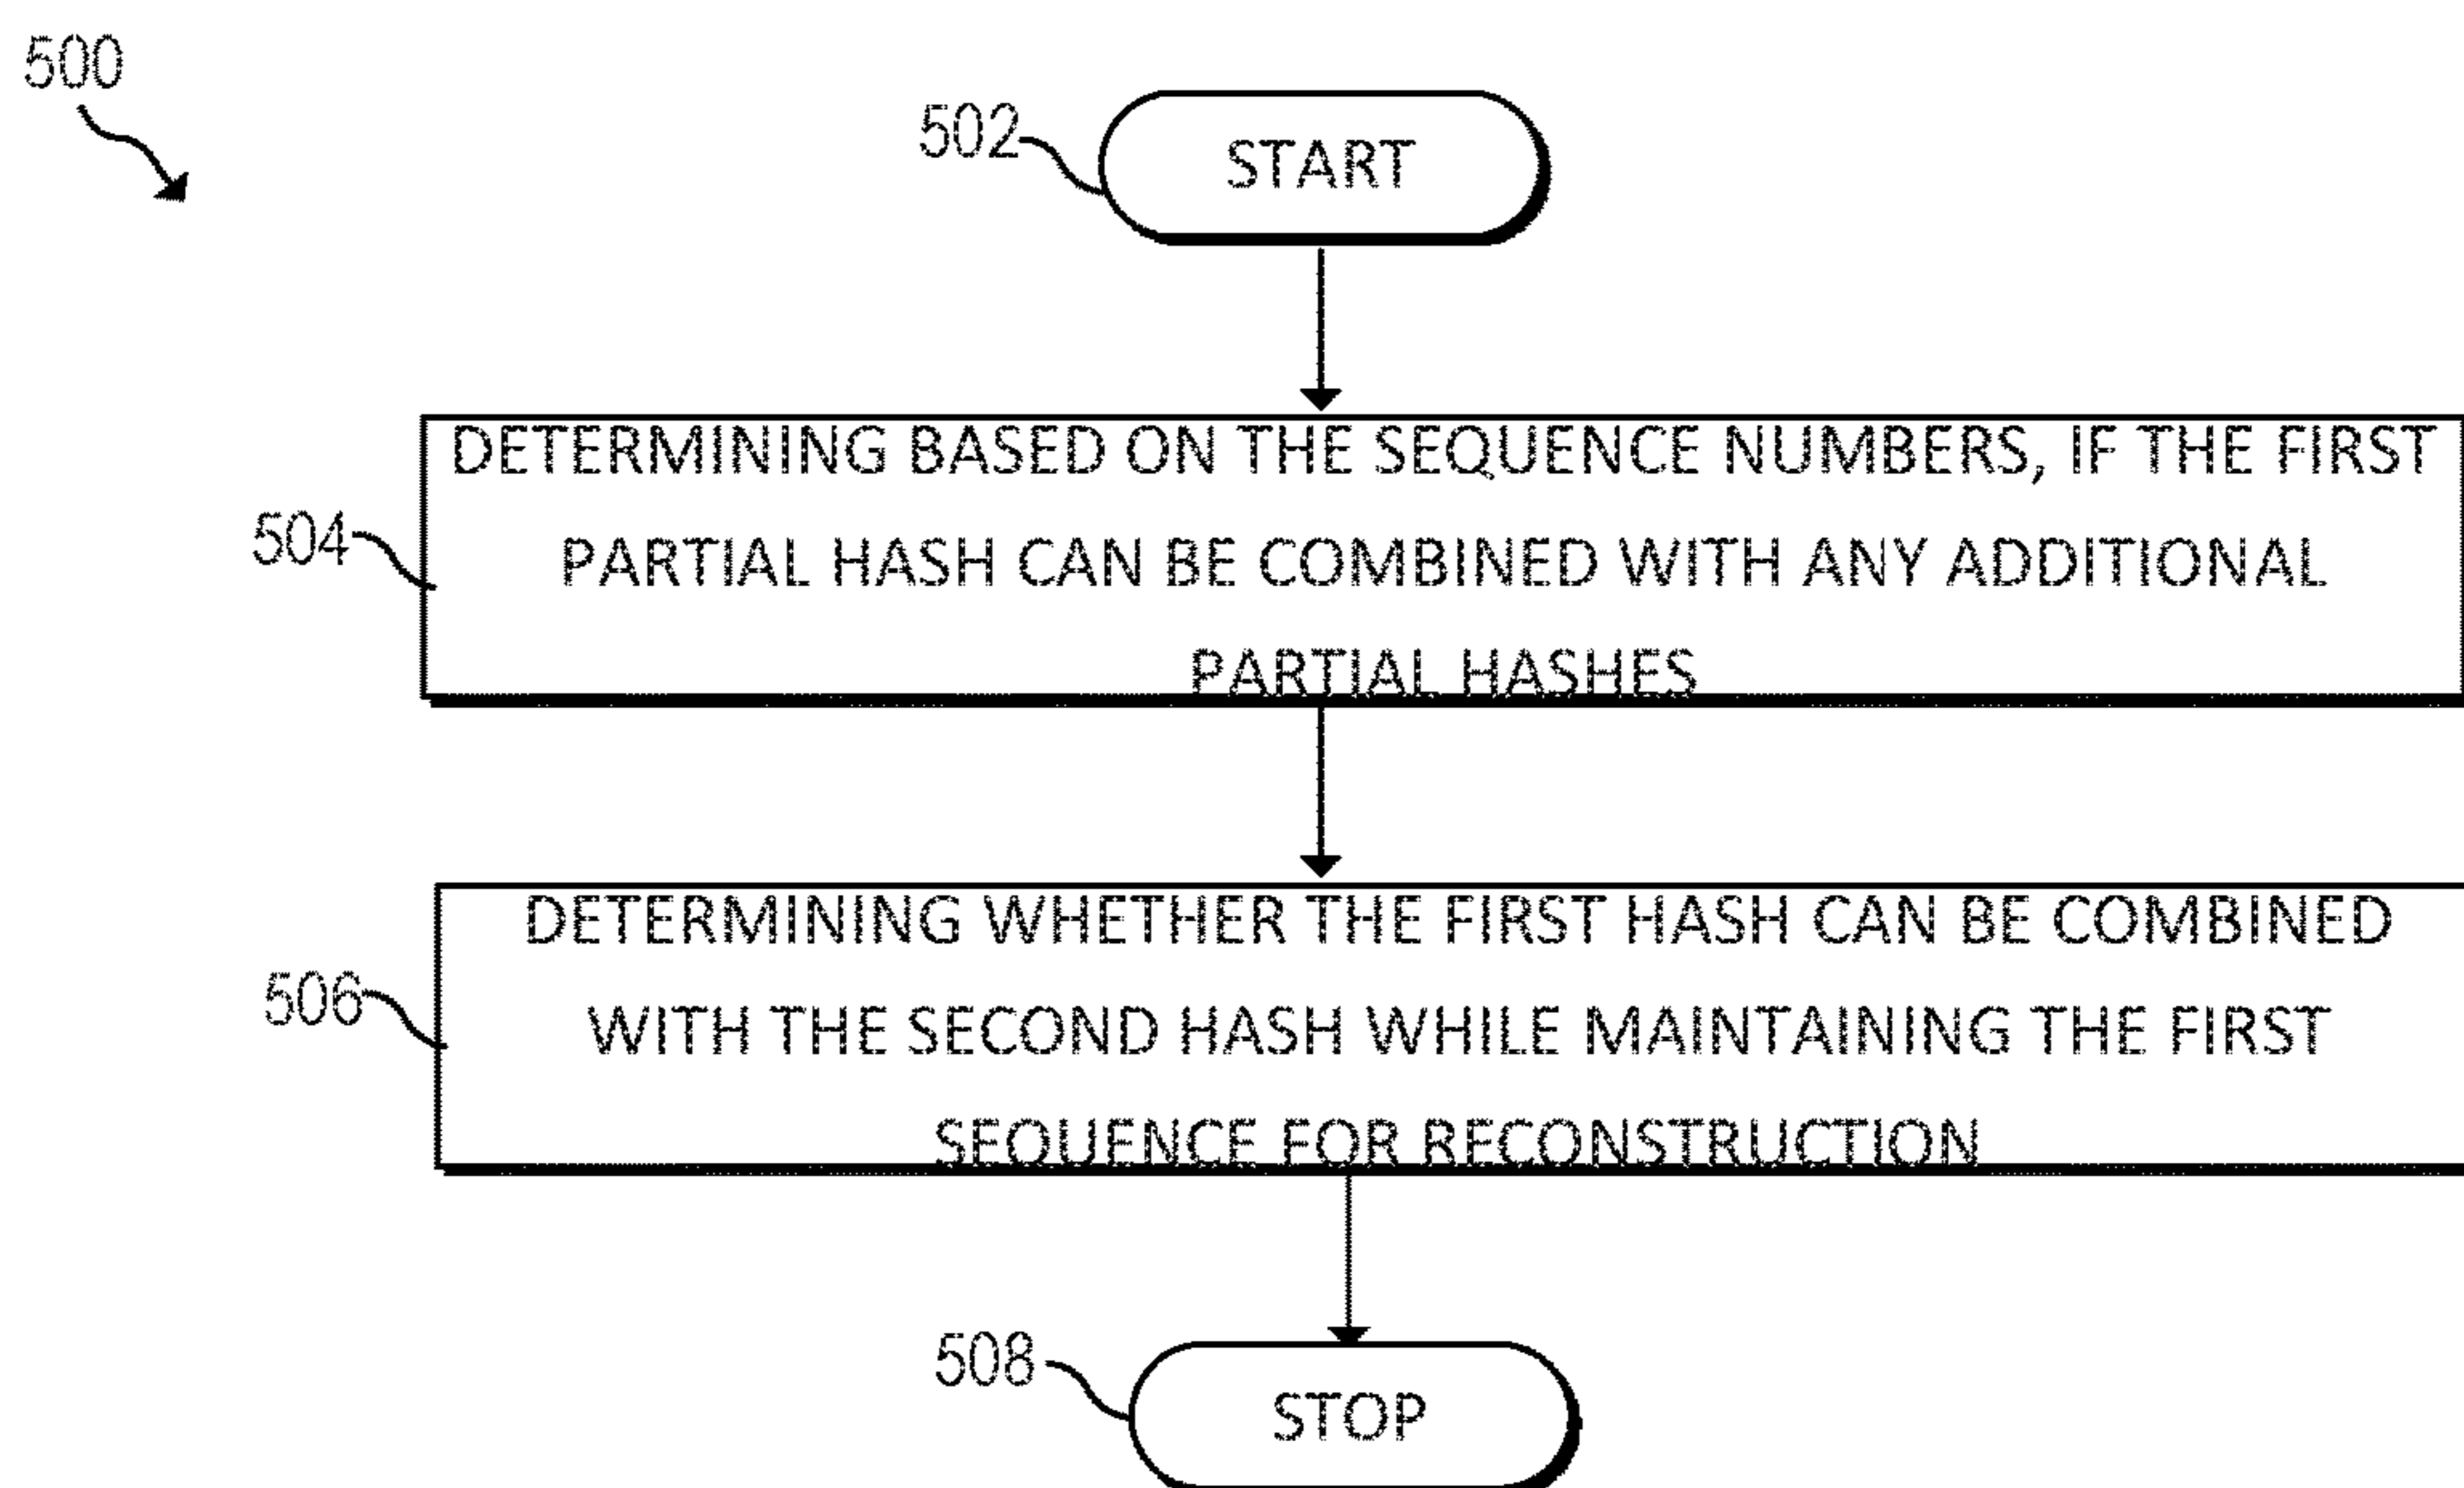 500
502
START
DETERMINING BASED ON THE SEQUENCE NUMBERS, IF THE FIRST
504
PARTIAL HASH CAN BE COMBINED WITH ANY ADDITIONAL
PARTIAL HASHES
DETERMINING WHETHER THE FIRST HASH CAN BE COMBINED
506
WITH THE SECOND HASH WHILE MAINTAINING THE FIRST
SEQUENCE FOR RECONSTRUCTION
508
STOP